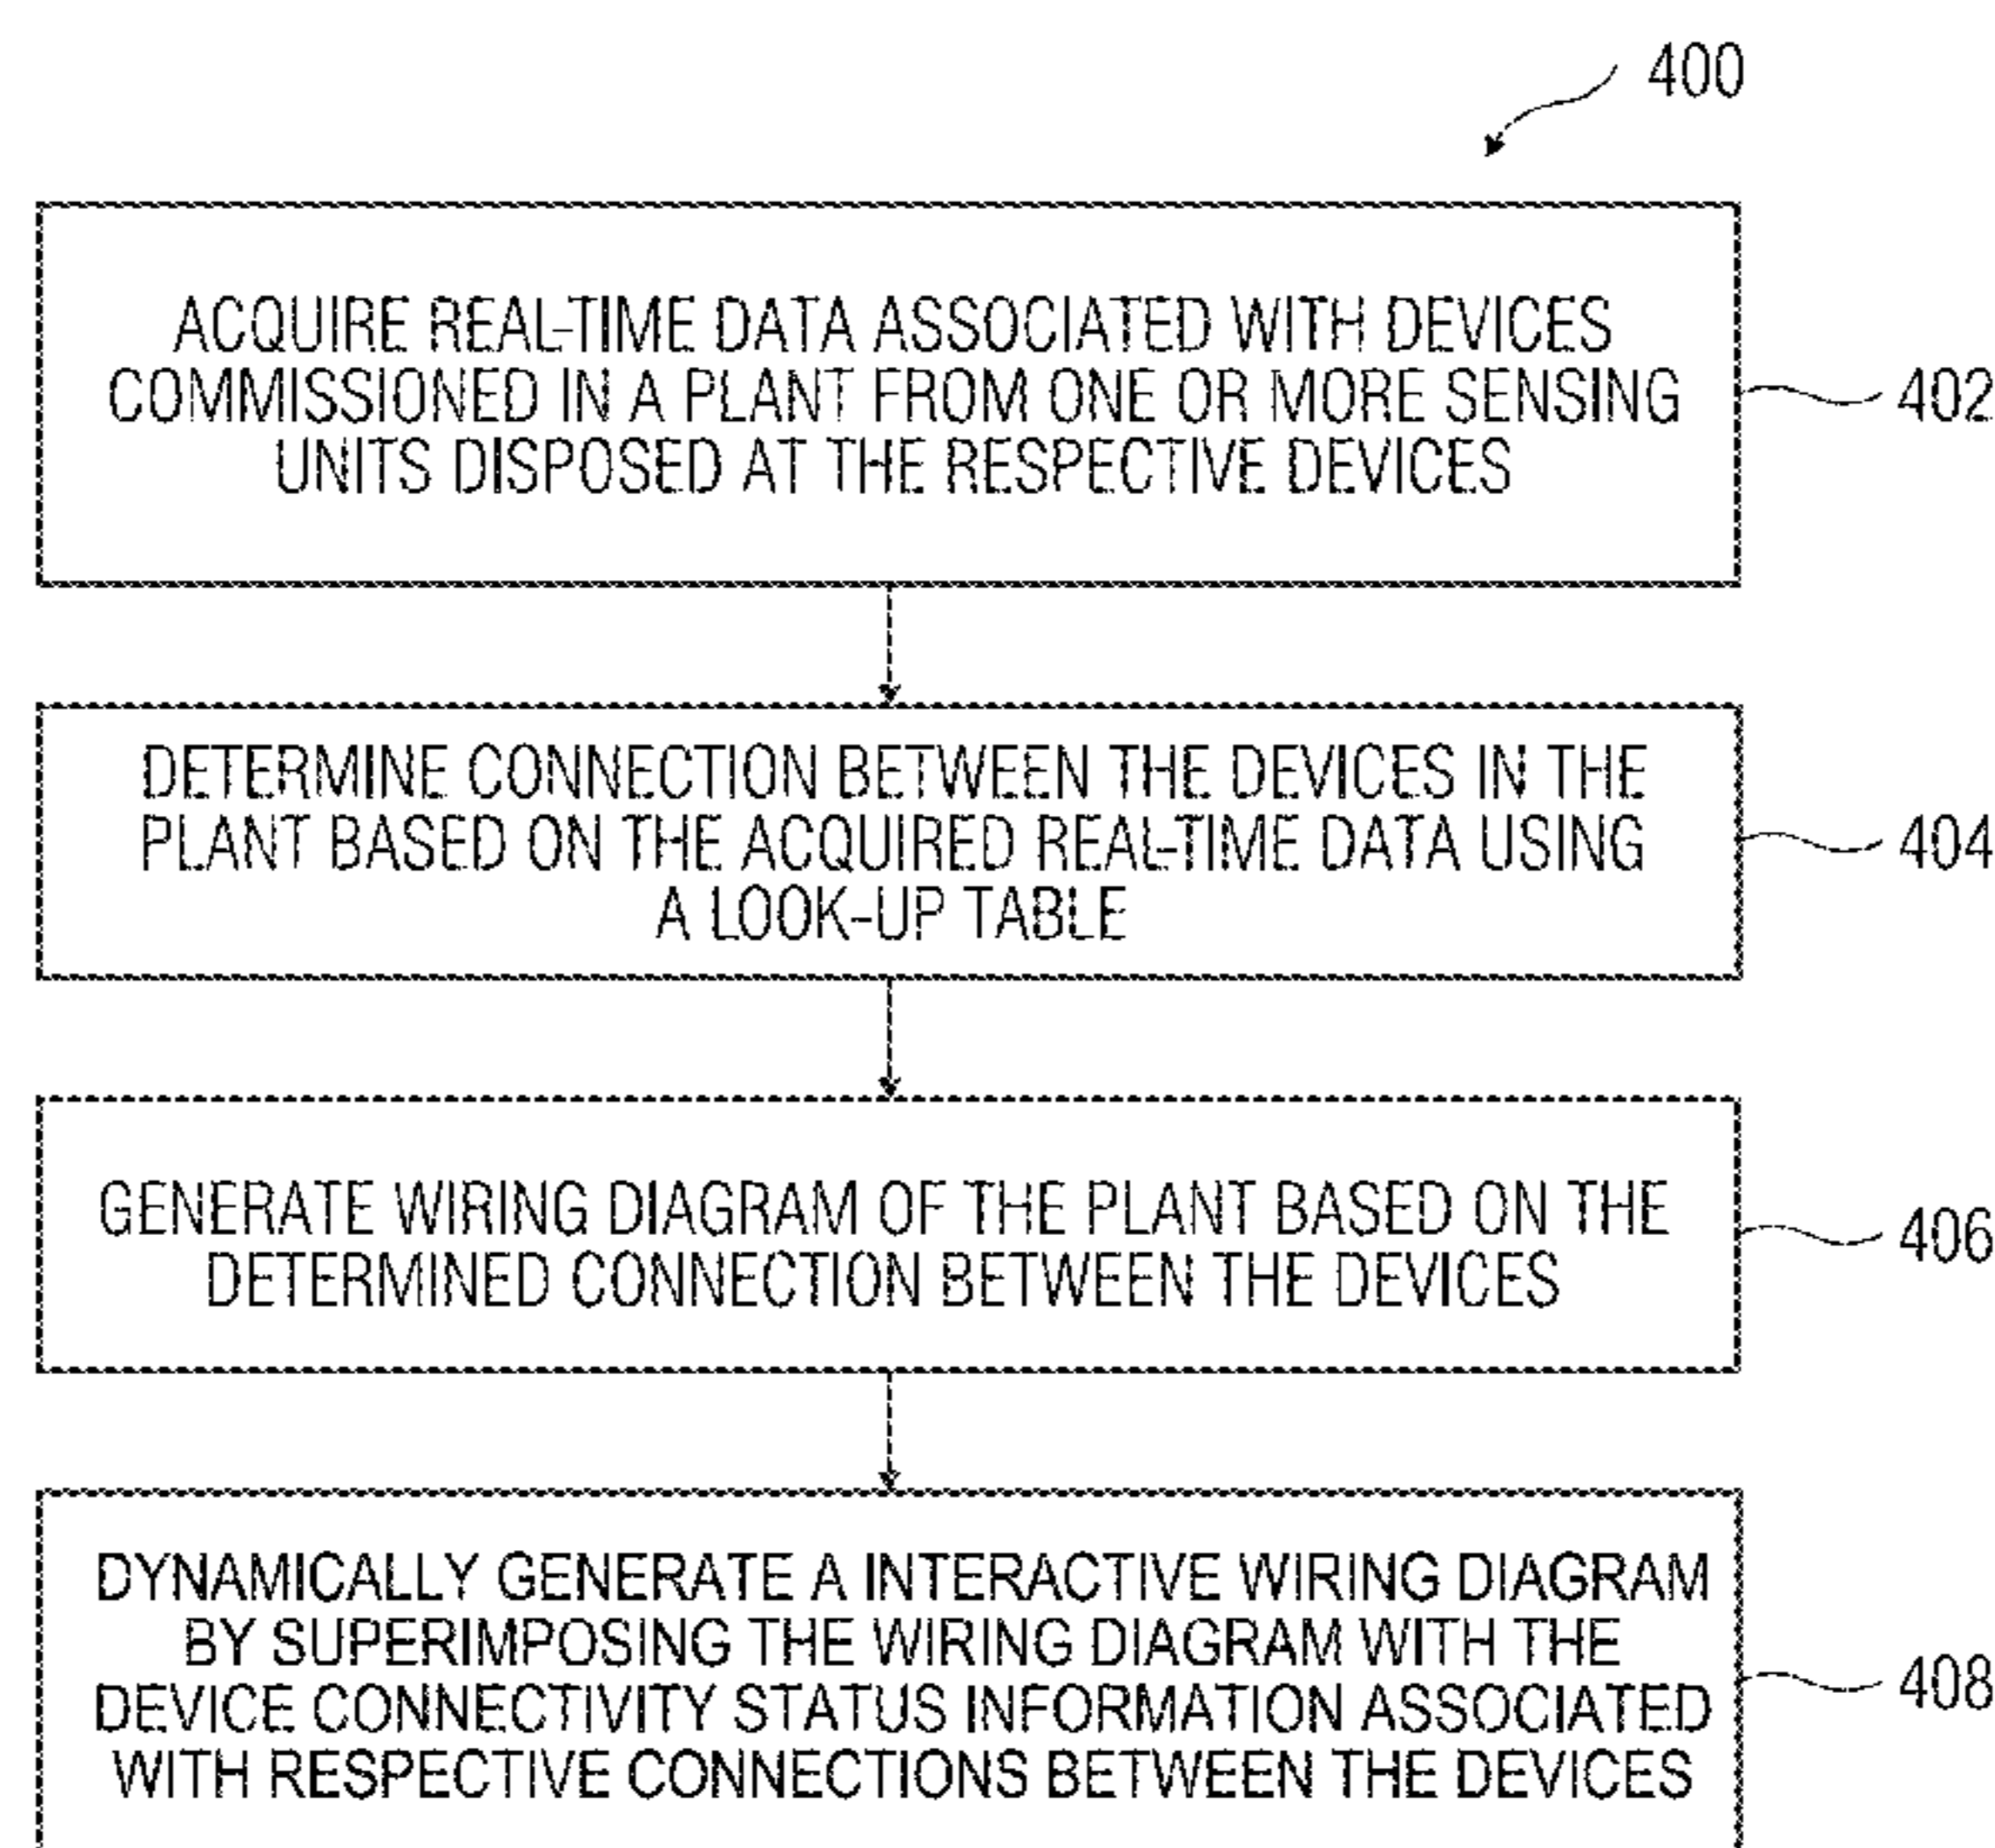 400
ACQUIRE REAL-TIME DATA ASSOCIATED WITH DEVICES
COMMISSIONED IN A PLANT FROM ONE OR MORE SENSING
UNITS DISPOSED AT THE RESPECTIVE DEVICES
402
DETERMINE CONNECTION BETWEEN THE DEVICES IN THE
PLANT BASED ON THE ACQUIRED REAL-TIME DATA USING
A LOOK-UP TABLE
404
GENERATE WIRING DIAGRAM OF THE PLANT BASED ON THE
DETERMINED CONNECTION BETWEEN THE DEVICES
406
DYNAMICALLY GENERATE A INTERACTIVE WIRING DIAGRAM
BY SUPERIMPOSING THE WIRING DIAGRAM WITH THE
DEVICE CONNECTIVITY STATUS INFORMATION ASSOCIATED
WITH RESPECTIVE CONNECTIONS BETWEEN THE DEVICES
408